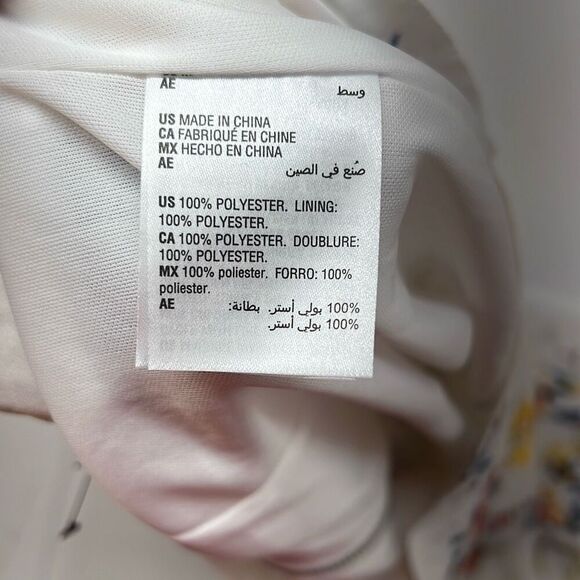 AE
وسط
US MADE IN CHINA
CA FABRIQUÉ EN CHINE
MX HECHO EN CHINA
AE
صُنع في الصين
US 100% POLYESTER. LINING:
100% POLYESTER.
CA 100% POLYESTER. DOUBLURE:
100% POLYESTER.
MX 100% poliester. FORRO: 100%
poliester.
AE
100% بولي أستر. بطانة:
100% بولي أستر.